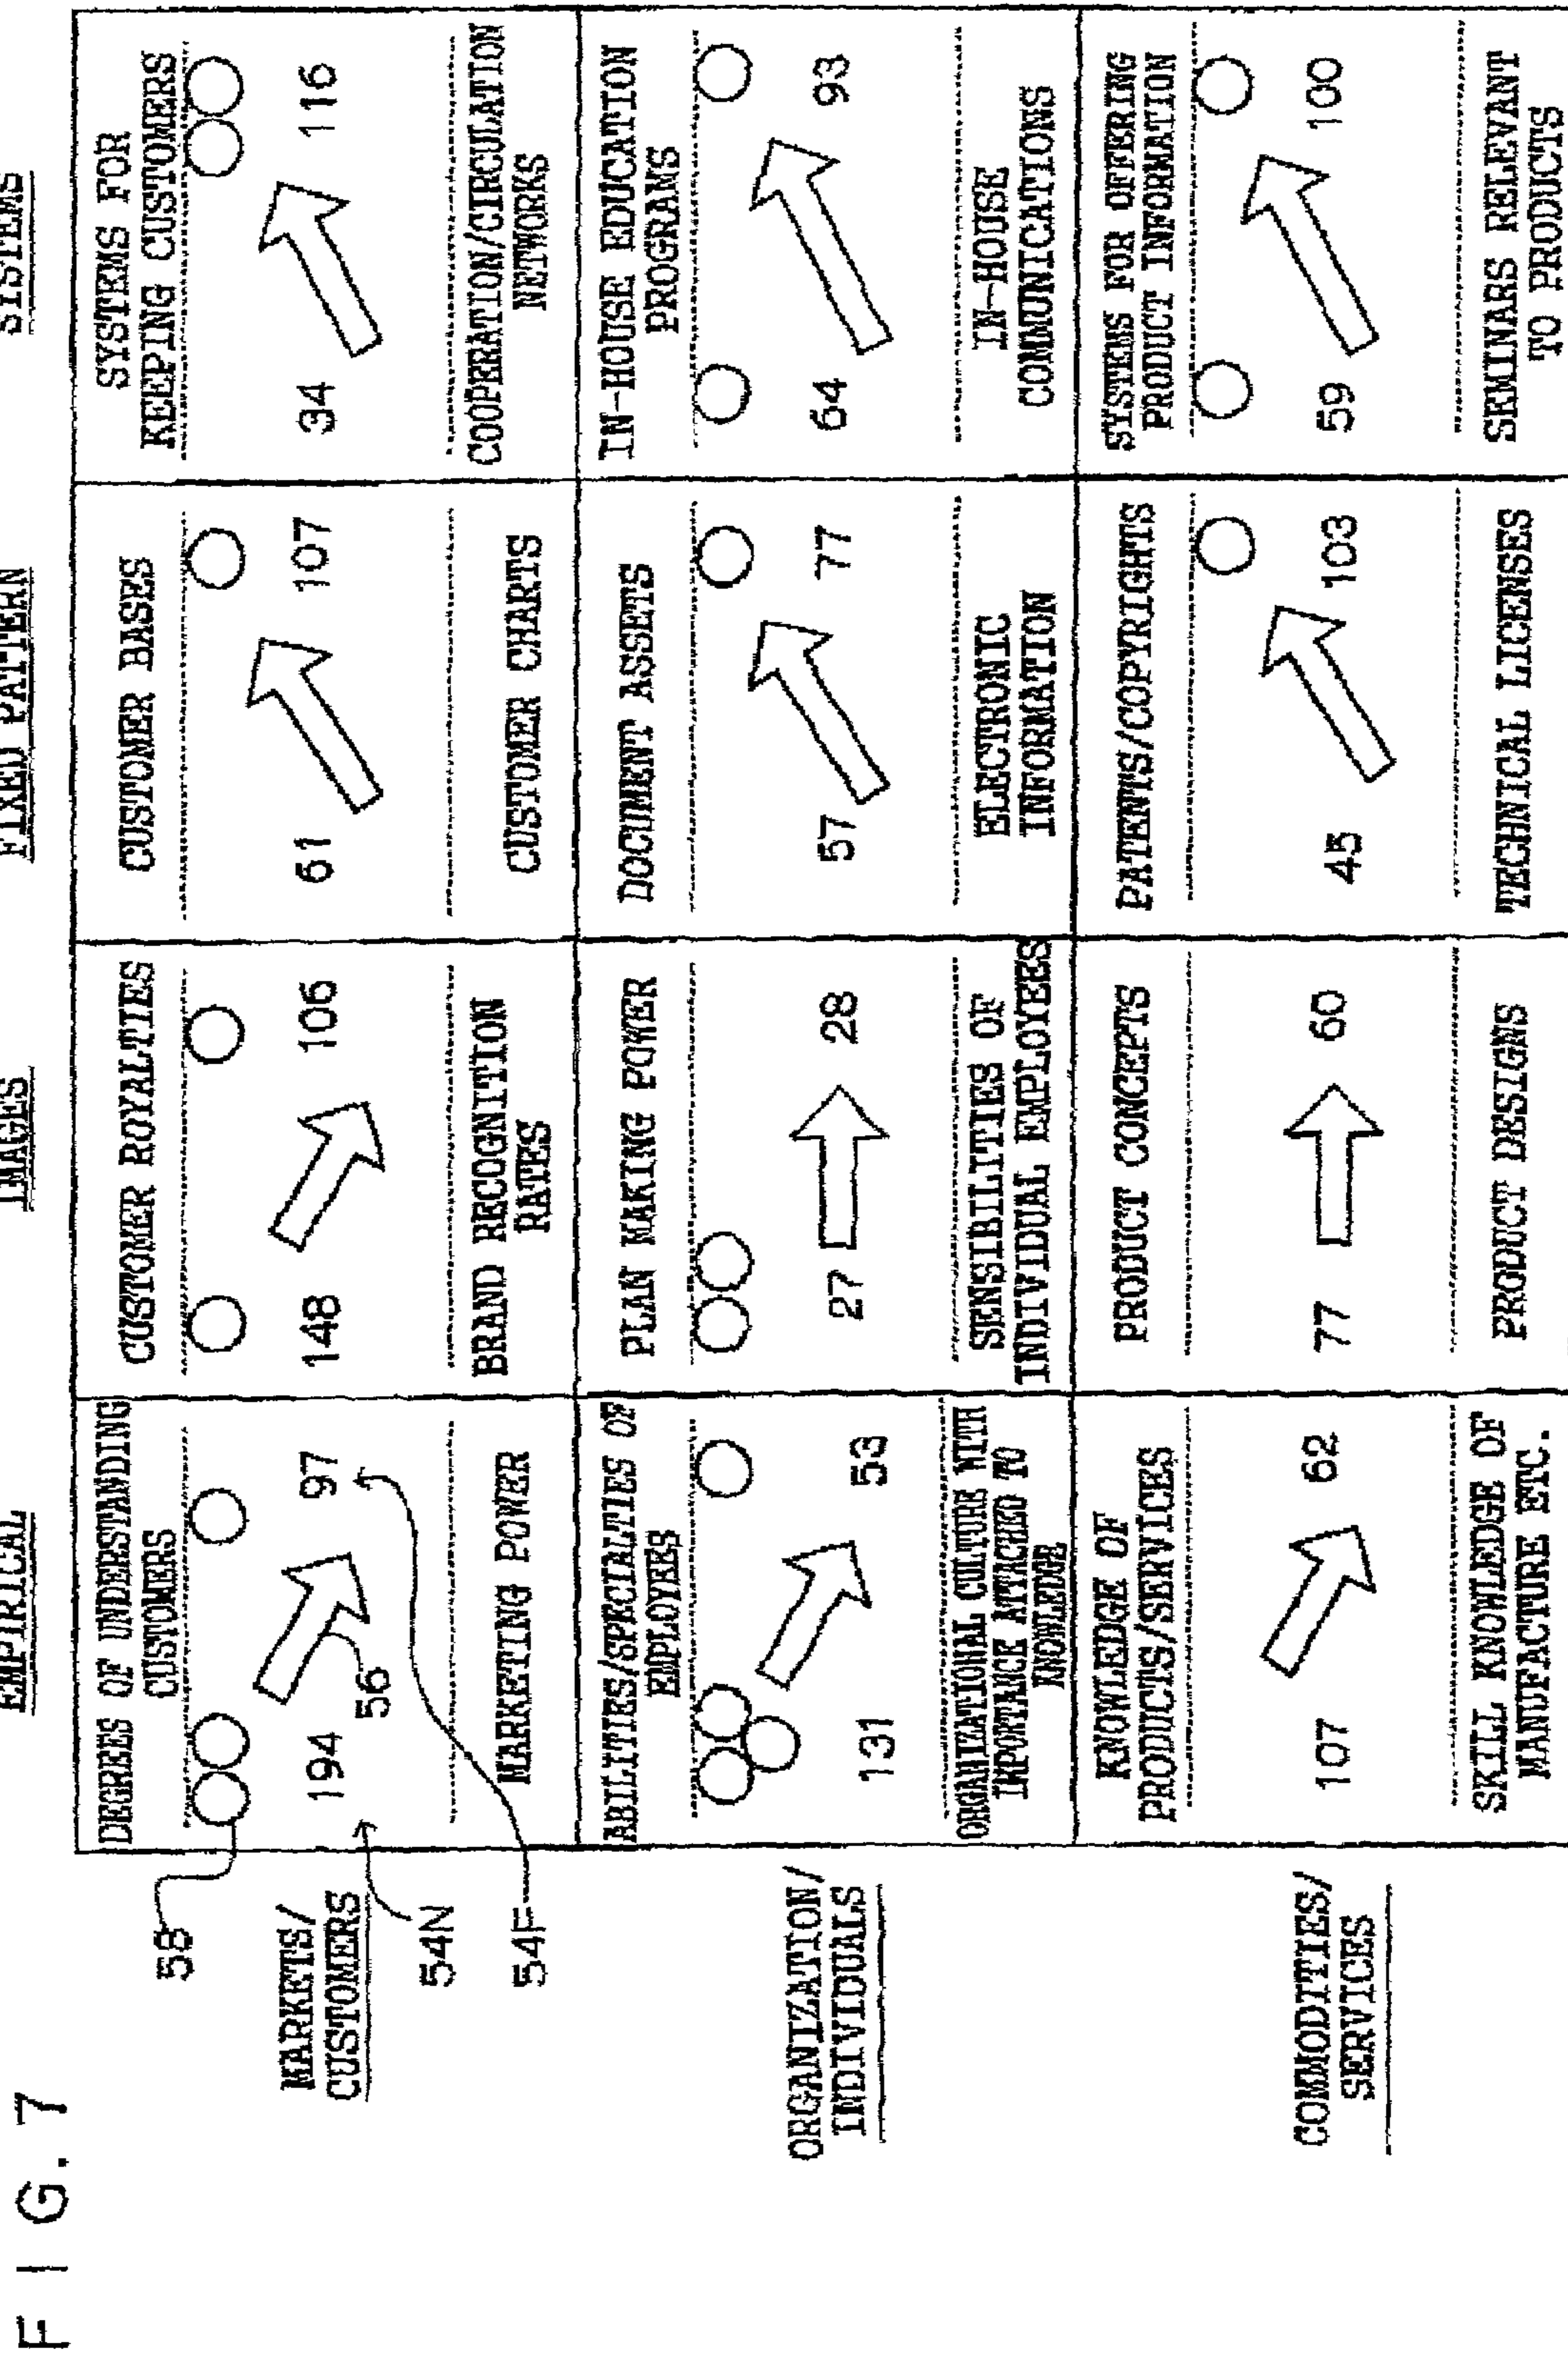 FIG. 7
EMPIRICAL
IMAGES
FIXED PATTERN
SYSTEMS
MARKETS/
CUSTOMERS
58
54N
54F
56
DEGREES OF UNDERSTANDING
CUSTOMERS
194
97
MARKETING POWER
CUSTOMER ROYALTIES
148
106
BRAND RECOGNITION
RATES
CUSTOMER BASES
61
107
CUSTOMER CHARTS
SYSTEMS FOR
KEEPING CUSTOMERS
34
116
COOPERATION/CIRCULATION
NETWORKS
ORGANIZATION/
INDIVIDUALS
ABILITIES/SPECIALTIES OF
EMPLOYEES
131
53
ORGANIZATIONAL CULTURE WITH
IMPORTANCE ATTACHED TO
KNOWLEDGE
PLAN MAKING POWER
27
28
SENSIBILITIES OF
INDIVIDUAL EMPLOYEES
DOCUMENT ASSETS
57
77
ELECTRONIC
INFORMATION
IN-HOUSE EDUCATION
PROGRAMS
64
93
IN-HOUSE
COMMUNICATIONS
COMMODITIES/
SERVICES
KNOWLEDGE OF
PRODUCTS/SERVICES
107
62
SKILL KNOWLEDGE OF
MANUFACTURE ETC.
PRODUCT CONCEPTS
77
60
PRODUCT DESIGNS
PATENTS/COPYRIGHTS
45
103
TECHNICAL LICENSES
SYSTEMS FOR OFFERING
PRODUCT INFORMATION
59
100
SRMINARS RELEVANT
TO PRODUCTS